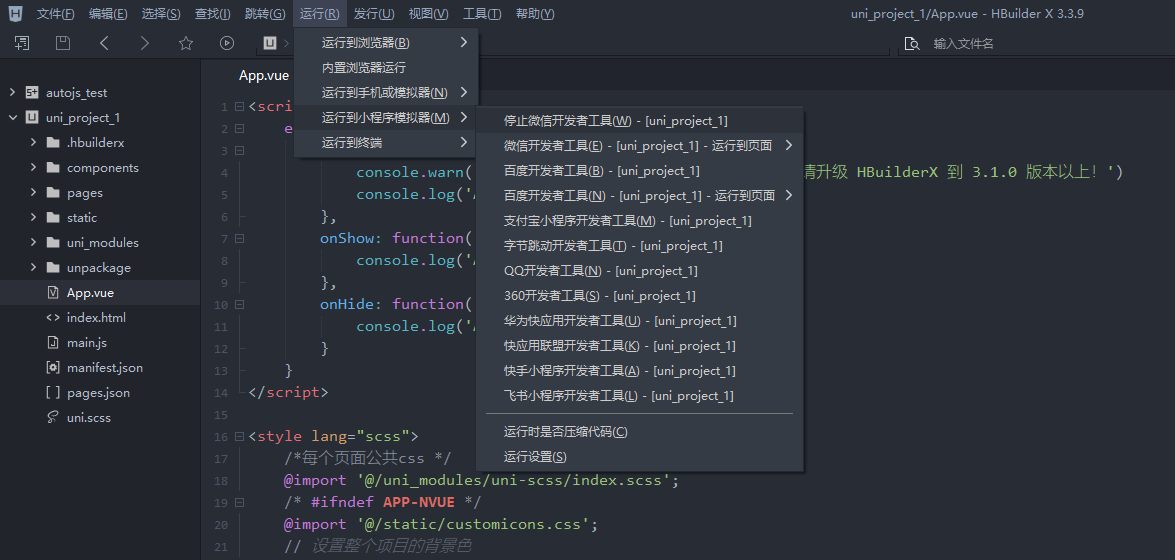 文件(F) 编辑(E) 选择(S) 查找(I) 跳转(G) 运行(R) 发行(U) 视图(V) 工具(T) 帮助(Y) uni_project_1/App.vue - HBuilder X 3.3.9
输入文件名
运行到浏览器(B)
内置浏览器运行
运行到手机或模拟器(N)
运行到小程序模拟器(M)
运行到终端
停止微信开发者工具(W) - [uni_project_1]
微信开发者工具(E) - [uni_project_1] - 运行到页面
百度开发者工具(B) - [uni_project_1]
百度开发者工具(N) - [uni_project_1] - 运行到页面
支付宝小程序开发者工具(M) - [uni_project_1]
字节跳动开发者工具(T) - [uni_project_1]
QQ开发者工具(N) - [uni_project_1]
360开发者工具(S) - [uni_project_1]
华为快应用开发者工具(U) - [uni_project_1]
快应用联盟开发者工具(K) - [uni_project_1]
快手小程序开发者工具(A) - [uni_project_1]
飞书小程序开发者工具(L) - [uni_project_1]
运行时是否压缩代码(C)
运行设置(S)
autojs_test
uni_project_1
.hbuilderx
components
pages
static
uni_modules
unpackage
App.vue
index.html
main.js
manifest.json
pages.json
uni.scss
App.vue
1 <scri
2 e
3
4 console.warn( 请升级 HBuilderX 到 3.1.0 版本以上！')
5 console.log('
6 },
7 onShow: function(
8 console.log('
9 },
10 onHide: function(
11 console.log('
12 }
13 }
14 </script>
15
16 <style lang="scss">
17 /*每个页面公共css */
18 @import '@/uni_modules/uni-scss/index.scss';
19 /* #ifndef APP-NVUE */
20 @import '@/static/customicons.css';
21 // 设置整个项目的背景色